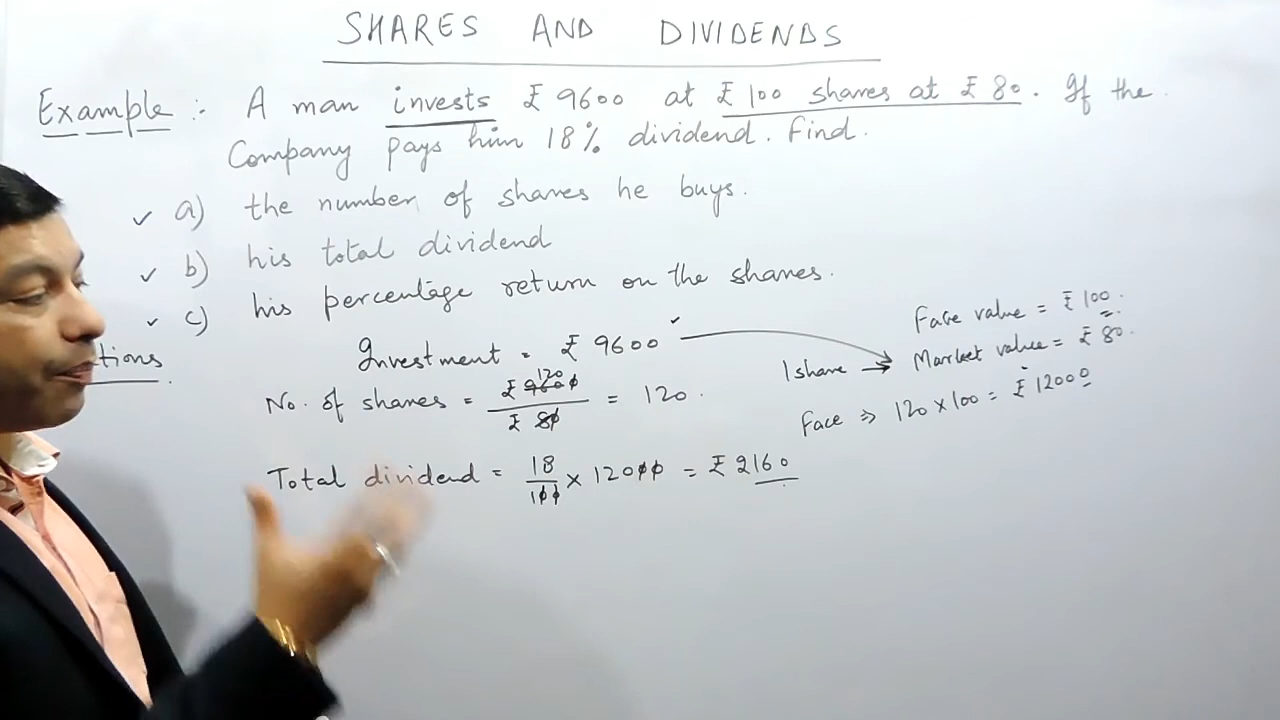 SHARES AND DIVIDENDS
Example :- A man invests ₹ 9600 at ₹ 100 shares at ₹ 80. If the
Company pays him 18% dividend. Find.
✓ a) the number of shares he buys.
✓ b) his total dividend
✓ c) his percentage return on the shares.
tions.
Investment = ₹ 9600 ✓
1 share → Face value = ₹ 100.
Market value = ₹ 80.
No. of shares = ₹ 9600 / ₹ 80 = 120.
120
Face ⇒ 120 × 100 = ₹ 12000
Total dividend = 18/100 × 12000 = ₹ 2160